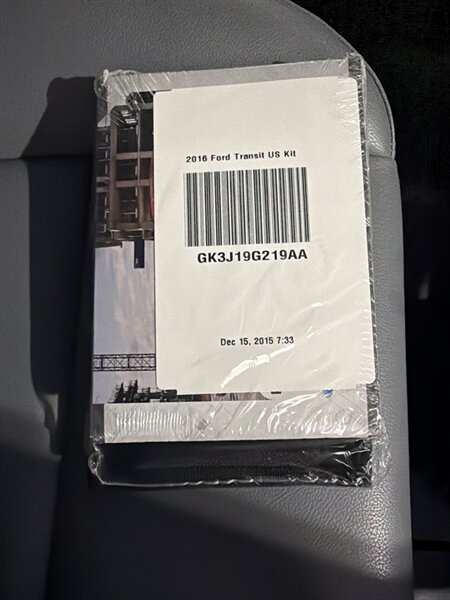 2016 Ford Transit US Kit
GK3J19G219AA
Dec 15, 2015 7:33